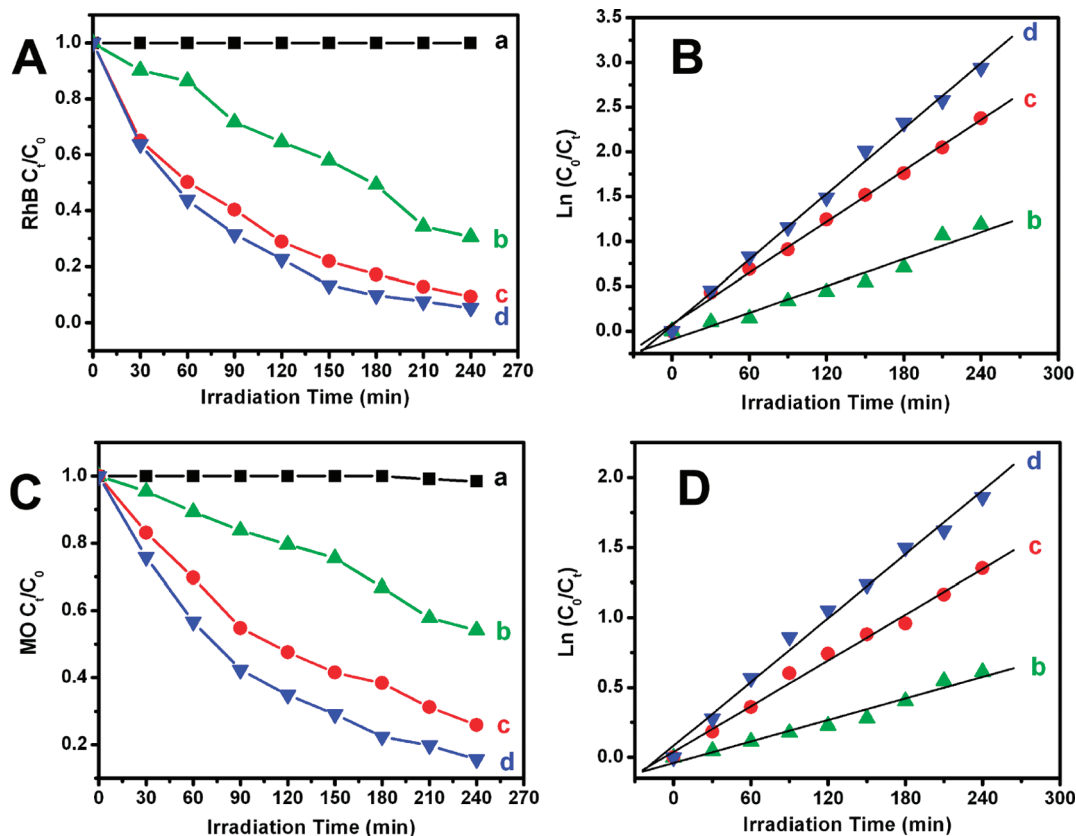 A
RhB Ct/C0
1.0
0.8
0.6
0.4
0.2
0.0
a
b
c
d
0 30 60 90 120 150 180 210 240 270
Irradiation Time (min)
B
Ln (C0/Ct)
3.5
3.0
2.5
2.0
1.5
1.0
0.5
0.0
d
c
b
0 60 120 180 240 300
Irradiation Time (min)
C
MO Ct/C0
1.0
0.8
0.6
0.4
0.2
a
b
c
d
0 30 60 90 120 150 180 210 240 270
Irradiation Time (min)
D
Ln (C0/Ct)
2.0
1.5
1.0
0.5
0.0
d
c
b
0 60 120 180 240 300
Irradiation Time (min)